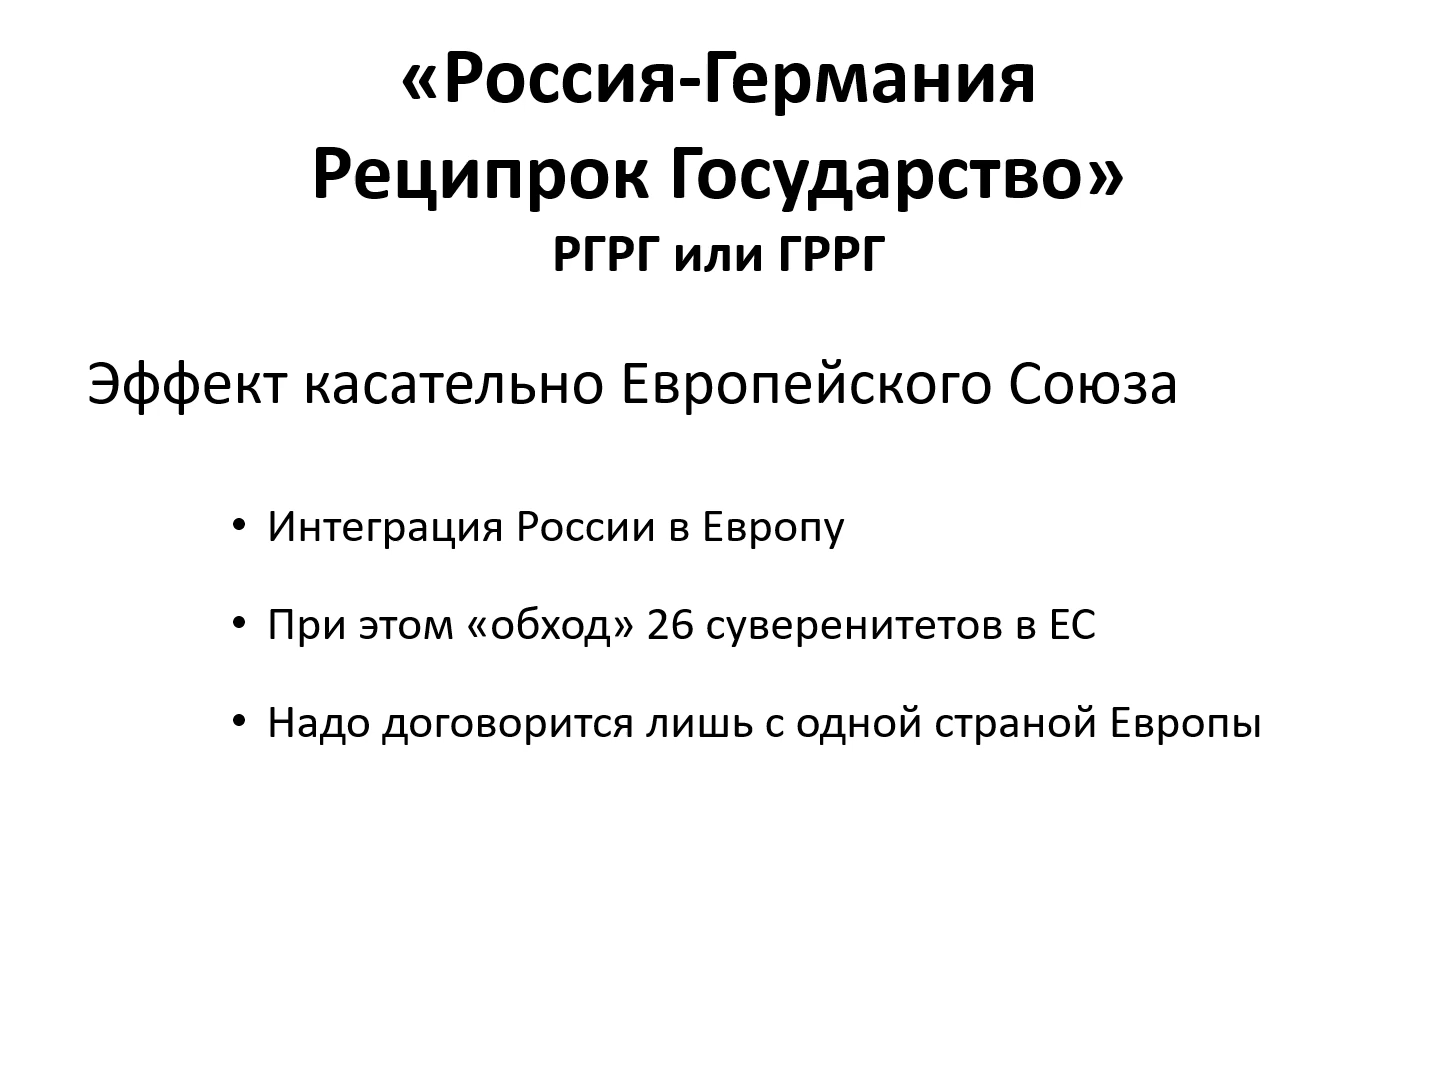 «Россия-Германия
Реципрок Государство»
РГРГ или ГРРГ
Эффект касательно Европейского Союза
• Интеграция России в Европу
• При этом «обход» 26 суверенитетов в ЕС
• Надо договорится лишь с одной страной Европы